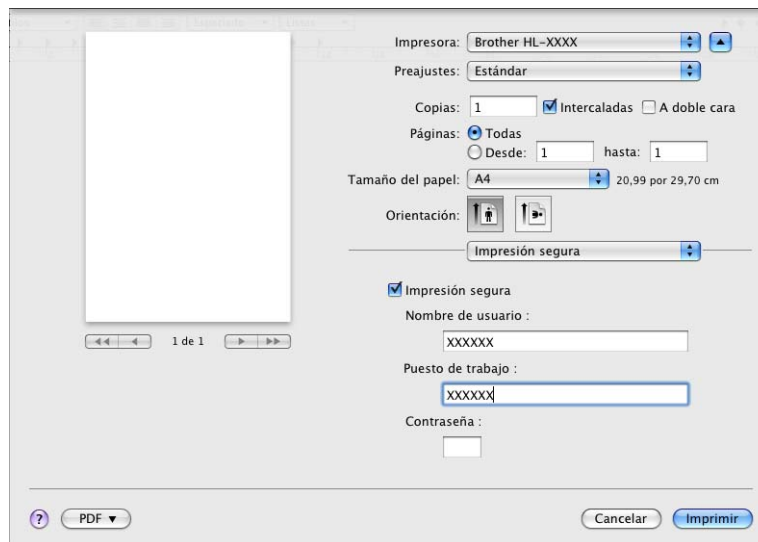 Impresora: Brother HL-XXXX
Preajustes: Estándar
Copias: 1 Intercaladas A doble cara
Páginas: Todas
Desde: 1 hasta: 1
Tamaño del papel: A4 20,99 por 29,70 cm
Orientación:
Impresión segura
Impresión segura
Nombre de usuario :
XXXXXX
Puesto de trabajo :
XXXXXX
Contraseña :
1 de 1
? PDF Cancelar Imprimir